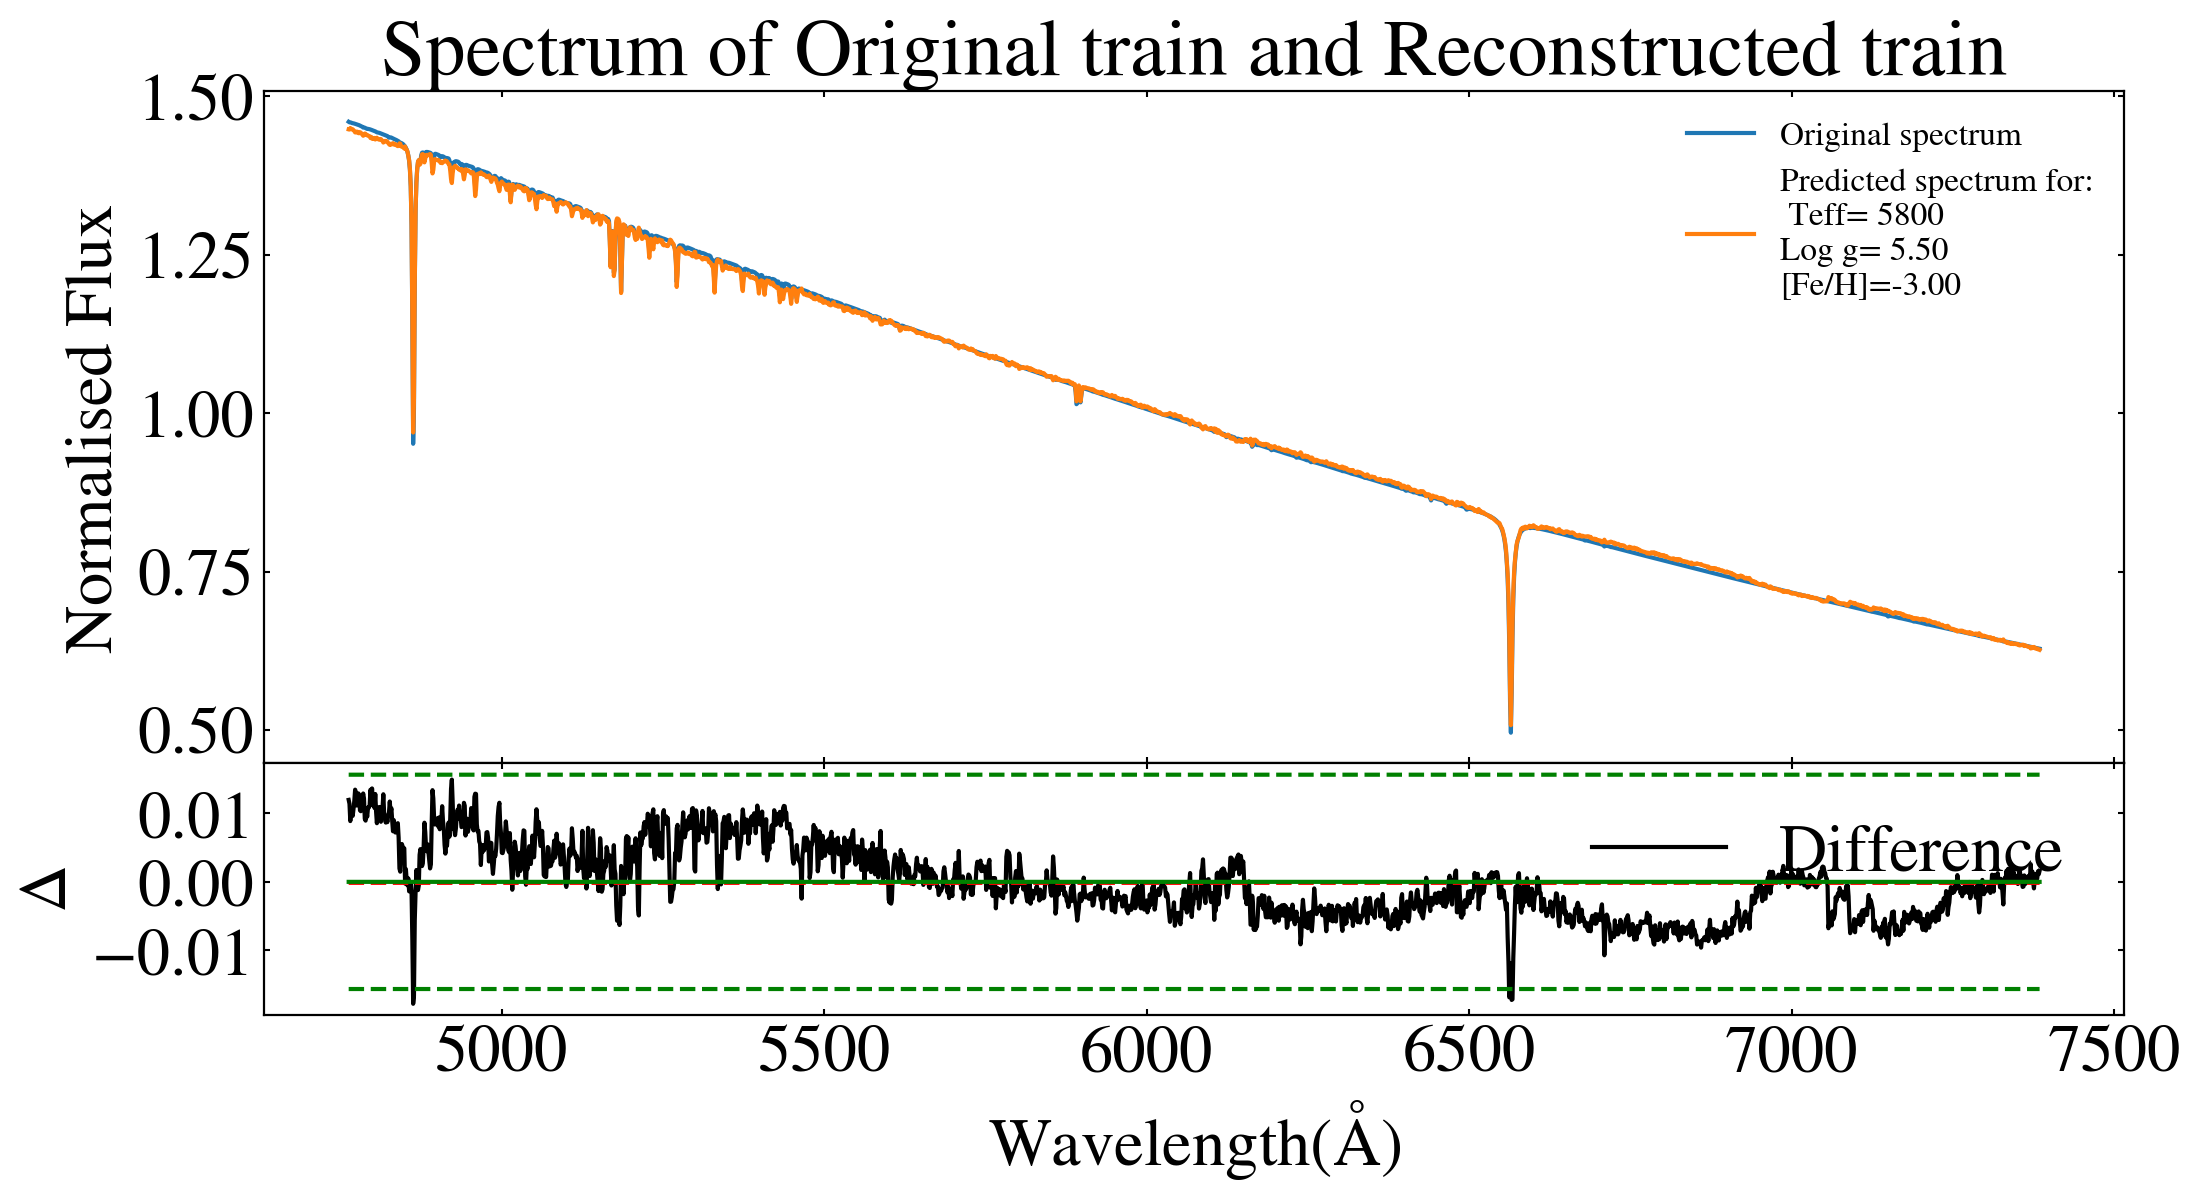 Spectrum of Original train and Reconstructed train
1.50
1.25
1.00
0.75
0.50
Normalised Flux
Original spectrum
Predicted spectrum for:
Teff= 5800
Log g= 5.50
[Fe/H]=-3.00
0.01
0.00
−0.01
Δ
Difference
5000 5500 6000 6500 7000 7500
Wavelength(Å)